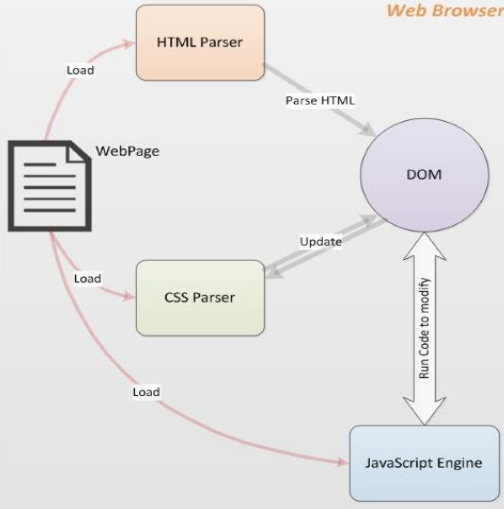 Web Browser
HTML Parser
Load
Parse HTML
WebPage
DOM
Update
Load
CSS Parser
Run Code to modify
Load
JavaScript Engine